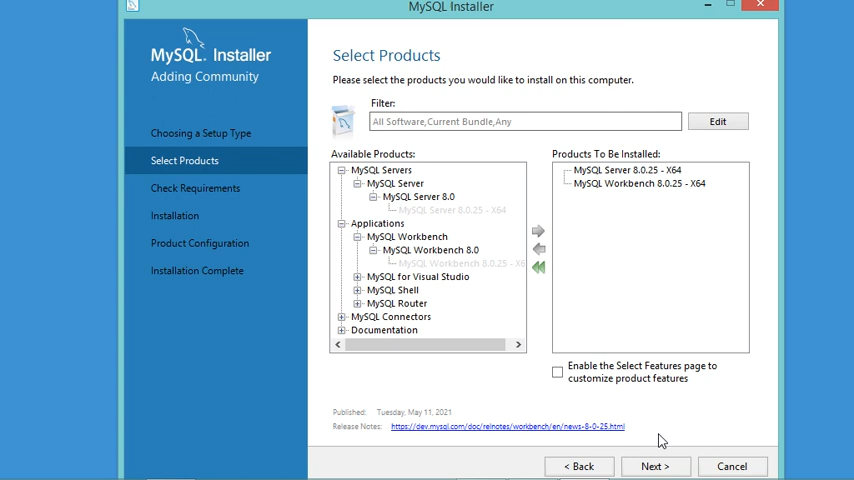 MySQL Installer
MySQL. Installer
Adding Community
Choosing a Setup Type
Select Products
Check Requirements
Installation
Product Configuration
Installation Complete
Select Products
Please select the products you would like to install on this computer.
Filter:
All Software,Current Bundle,Any
Edit
Available Products:
MySQL Servers
MySQL Server
MySQL Server 8.0
MySQL Server 8.0.25 - X64
Applications
MySQL Workbench
MySQL Workbench 8.0
MySQL Workbench 8.0.25 - X6
MySQL for Visual Studio
MySQL Shell
MySQL Router
MySQL Connectors
Documentation
Products To Be Installed:
MySQL Server 8.0.25 - X64
MySQL Workbench 8.0.25 - X64
Enable the Select Features page to
customize product features
Published: Tuesday, May 11, 2021
Release Notes: https://dev.mysql.com/doc/relnotes/workbench/en/news-8-0-25.html
< Back
Next >
Cancel